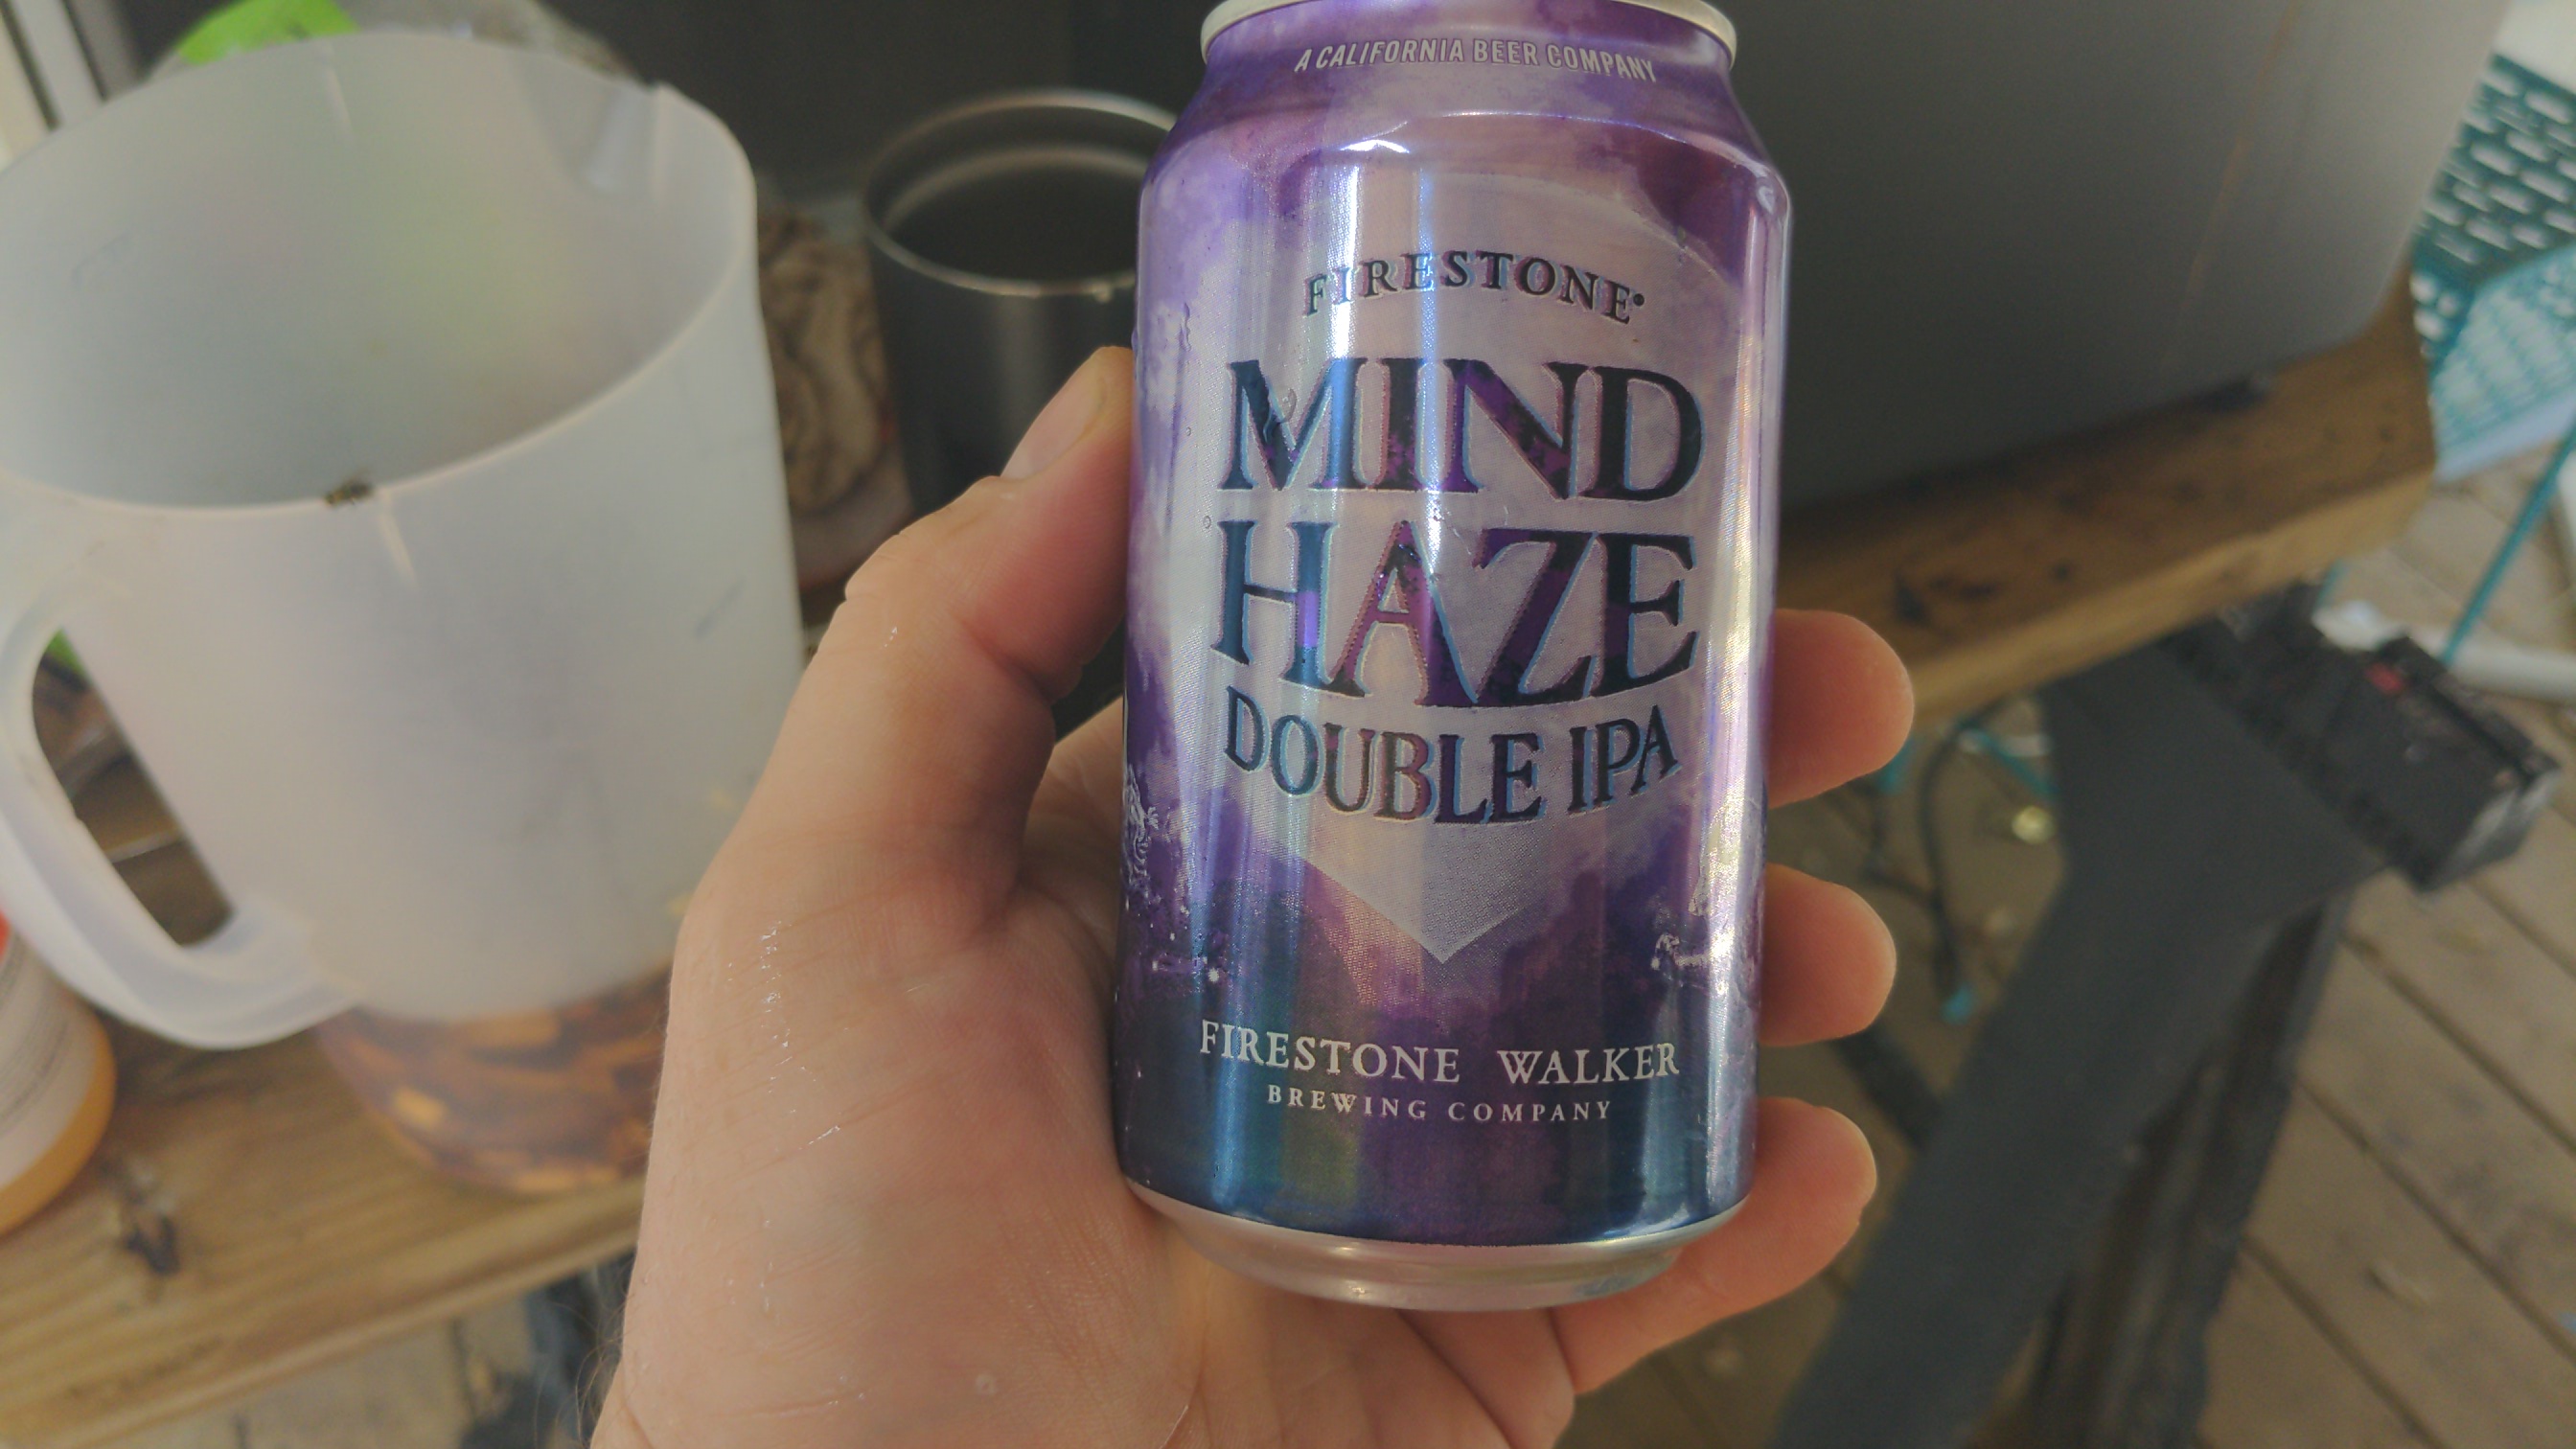 A CALIFORNIA BEER COMPANY
FIRESTONE
MIND
HAZE
DOUBLE IPA
FIRESTONE WALKER
BREWING COMPANY